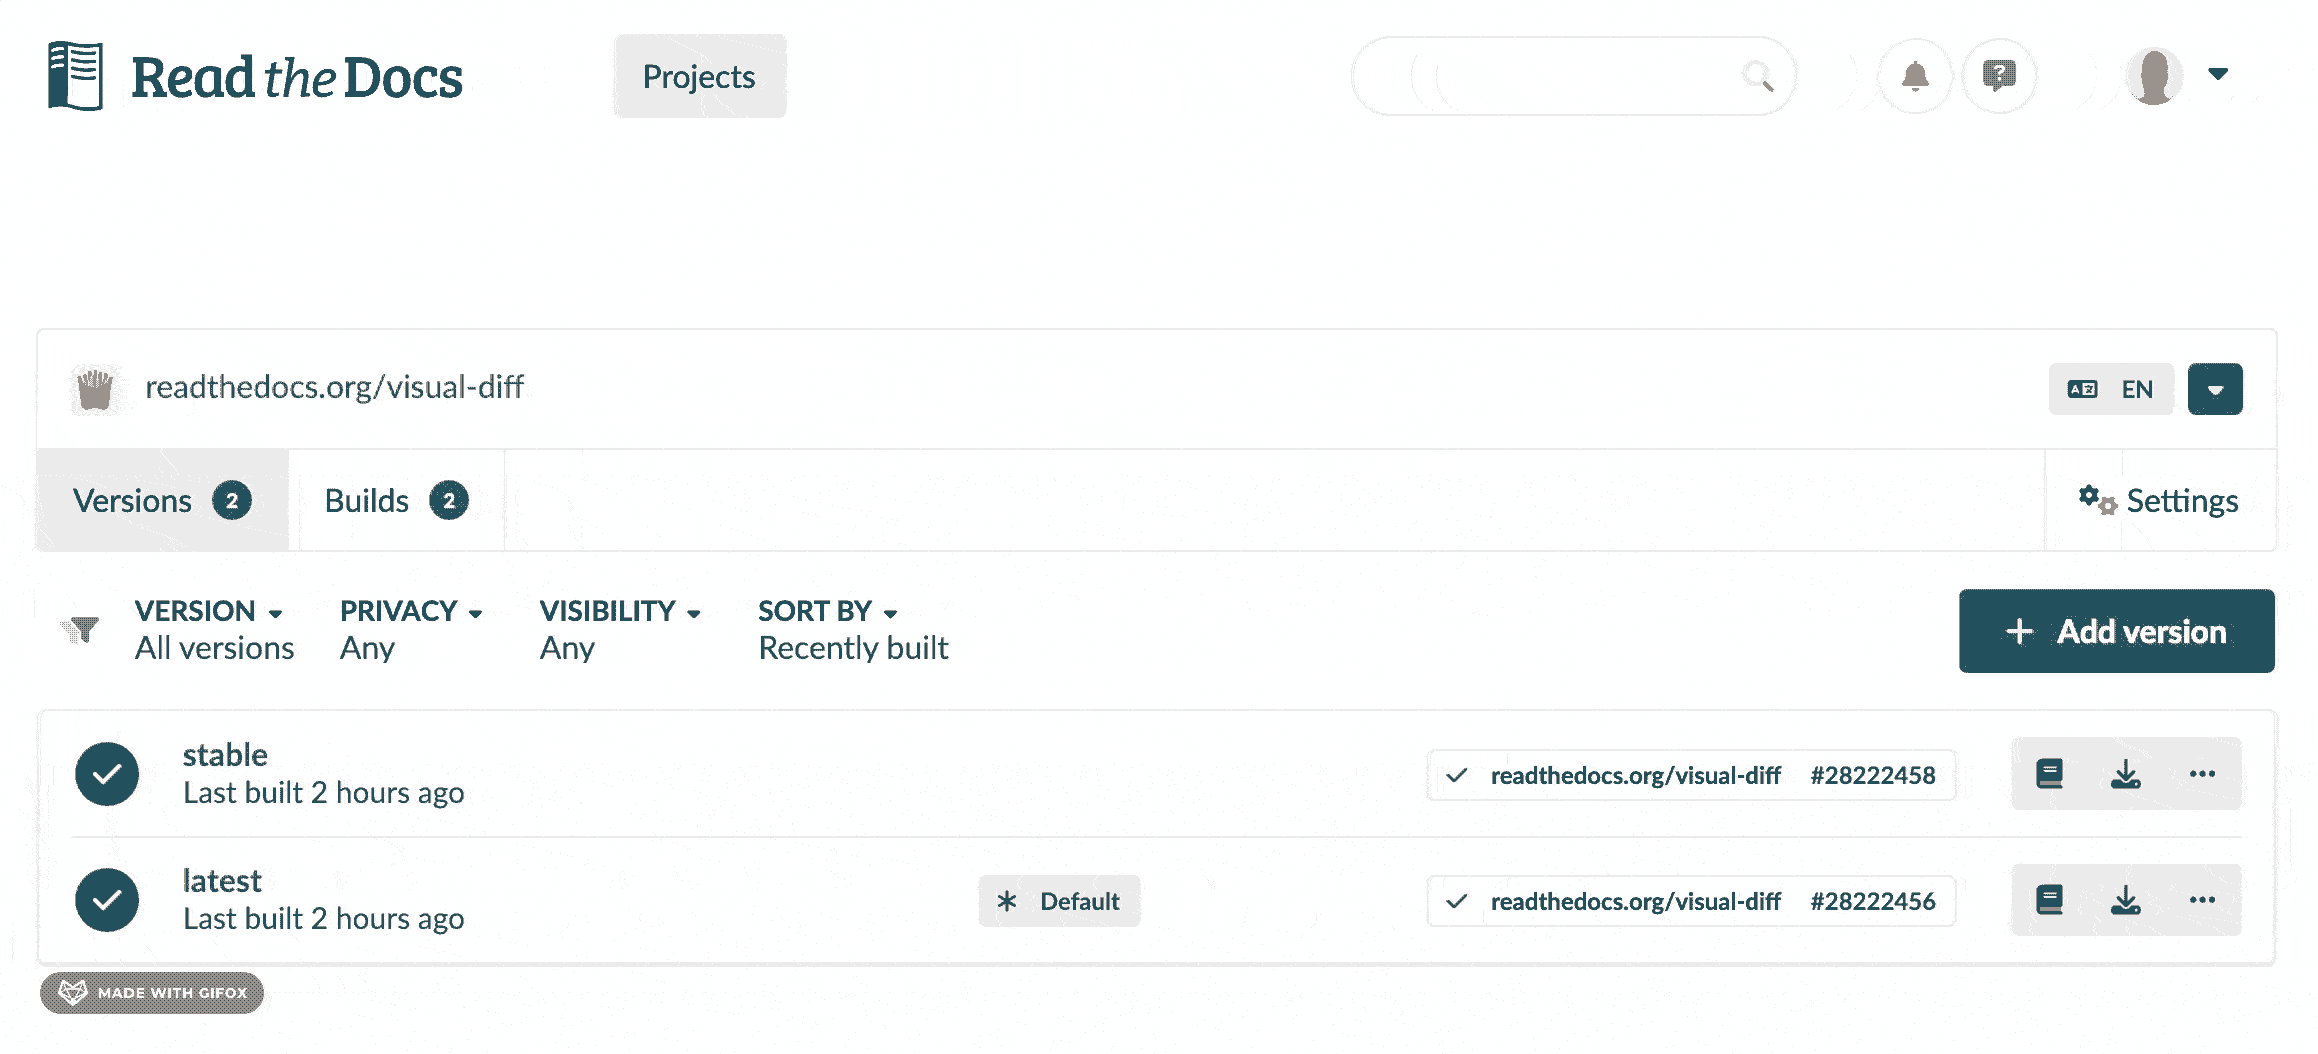 Read the Docs
Projects
readthedocs.org/visual-diff
EN
Versions 2
Builds 2
Settings
VERSION
All versions
PRIVACY
Any
VISIBILITY
Any
SORT BY
Recently built
+ Add version
stable
Last built 2 hours ago
readthedocs.org/visual-diff #28222458
latest
Last built 2 hours ago
Default
readthedocs.org/visual-diff #28222456
MADE WITH GIFOX